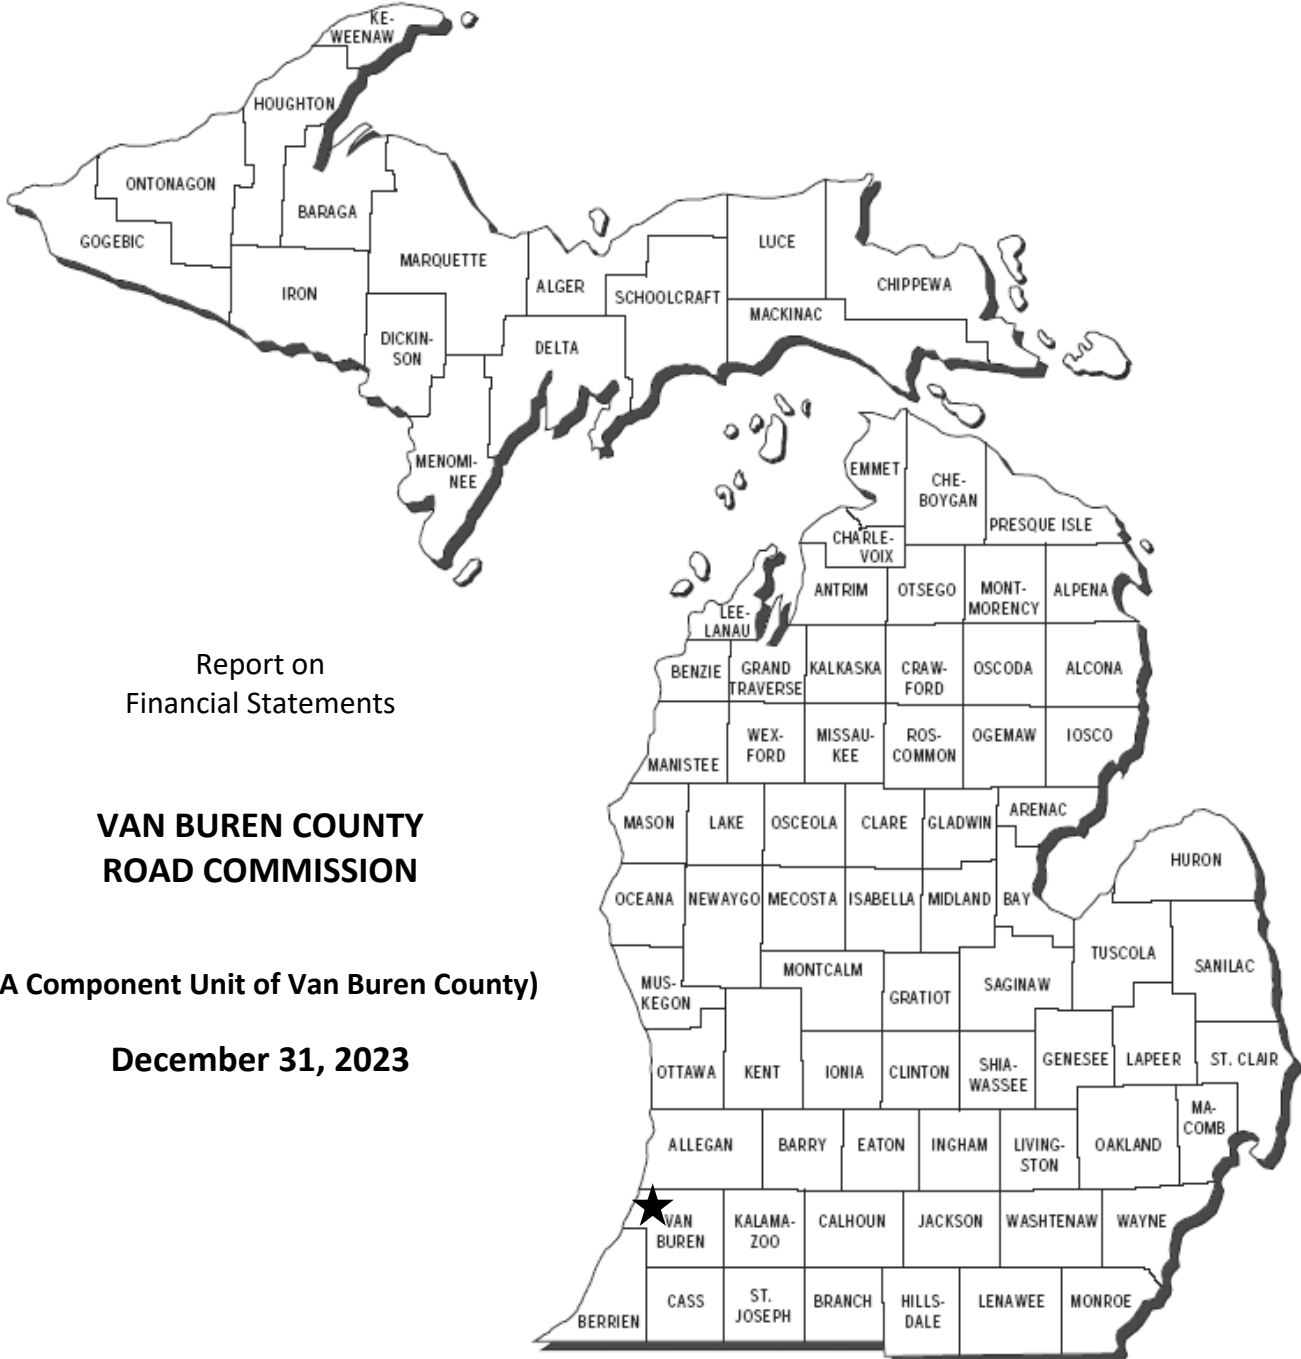 KE-
WEENAW
HOUGHTON
ONTONAGON
BARAGA
GOGEBIC
MARQUETTE
LUCE
IRON
ALGER
SCHOOLCRAFT
CHIPPEWA
MACKINAC
DICKIN-
SON
DELTA
MENOMI-
NEE
EMMET
CHE-
BOYGAN
PRESQUE ISLE
CHARLE-
VOIX
ANTRIM
OTSEGO
MONT-
MORENCY
ALPENA
LEE-
LANAU
BENZIE
GRAND
TRAVERSE
KALKASKA
CRAW-
FORD
OSCODA
ALCONA
MANISTEE
WEX-
FORD
MISSAU-
KEE
ROS-
COMMON
OGEMAW
IOSCO
MASON
LAKE
OSCEOLA
CLARE
GLADWIN
ARENAC
HURON
OCEANA
NEWAYGO
MECOSTA
ISABELLA
MIDLAND
BAY
TUSCOLA
SANILAC
MUS-
KEGON
MONTCALM
GRATIOT
SAGINAW
OTTAWA
KENT
IONIA
CLINTON
SHIA-
WASSEE
GENESEE
LAPEER
ST. CLAIR
ALLEGAN
BARRY
EATON
INGHAM
LIVING-
STON
OAKLAND
MA-
COMB
VAN
BUREN
KALAMA-
ZOO
CALHOUN
JACKSON
WASHTENAW
WAYNE
BERRIEN
CASS
ST.
JOSEPH
BRANCH
HILLS-
DALE
LENAWEE
MONROE
Report on
Financial Statements
VAN BUREN COUNTY
ROAD COMMISSION
A Component Unit of Van Buren County)
December 31, 2023